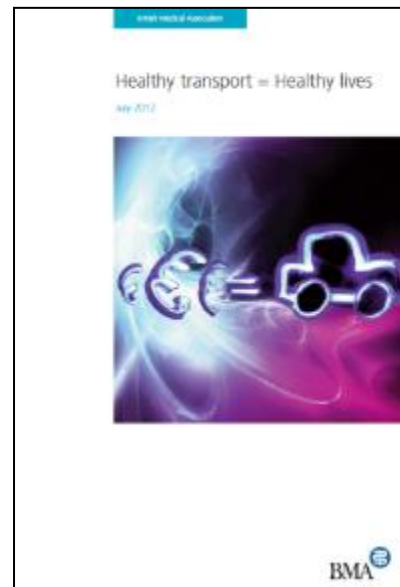 British Medical Association
Healthy transport = Healthy lives
July 2012
BMA